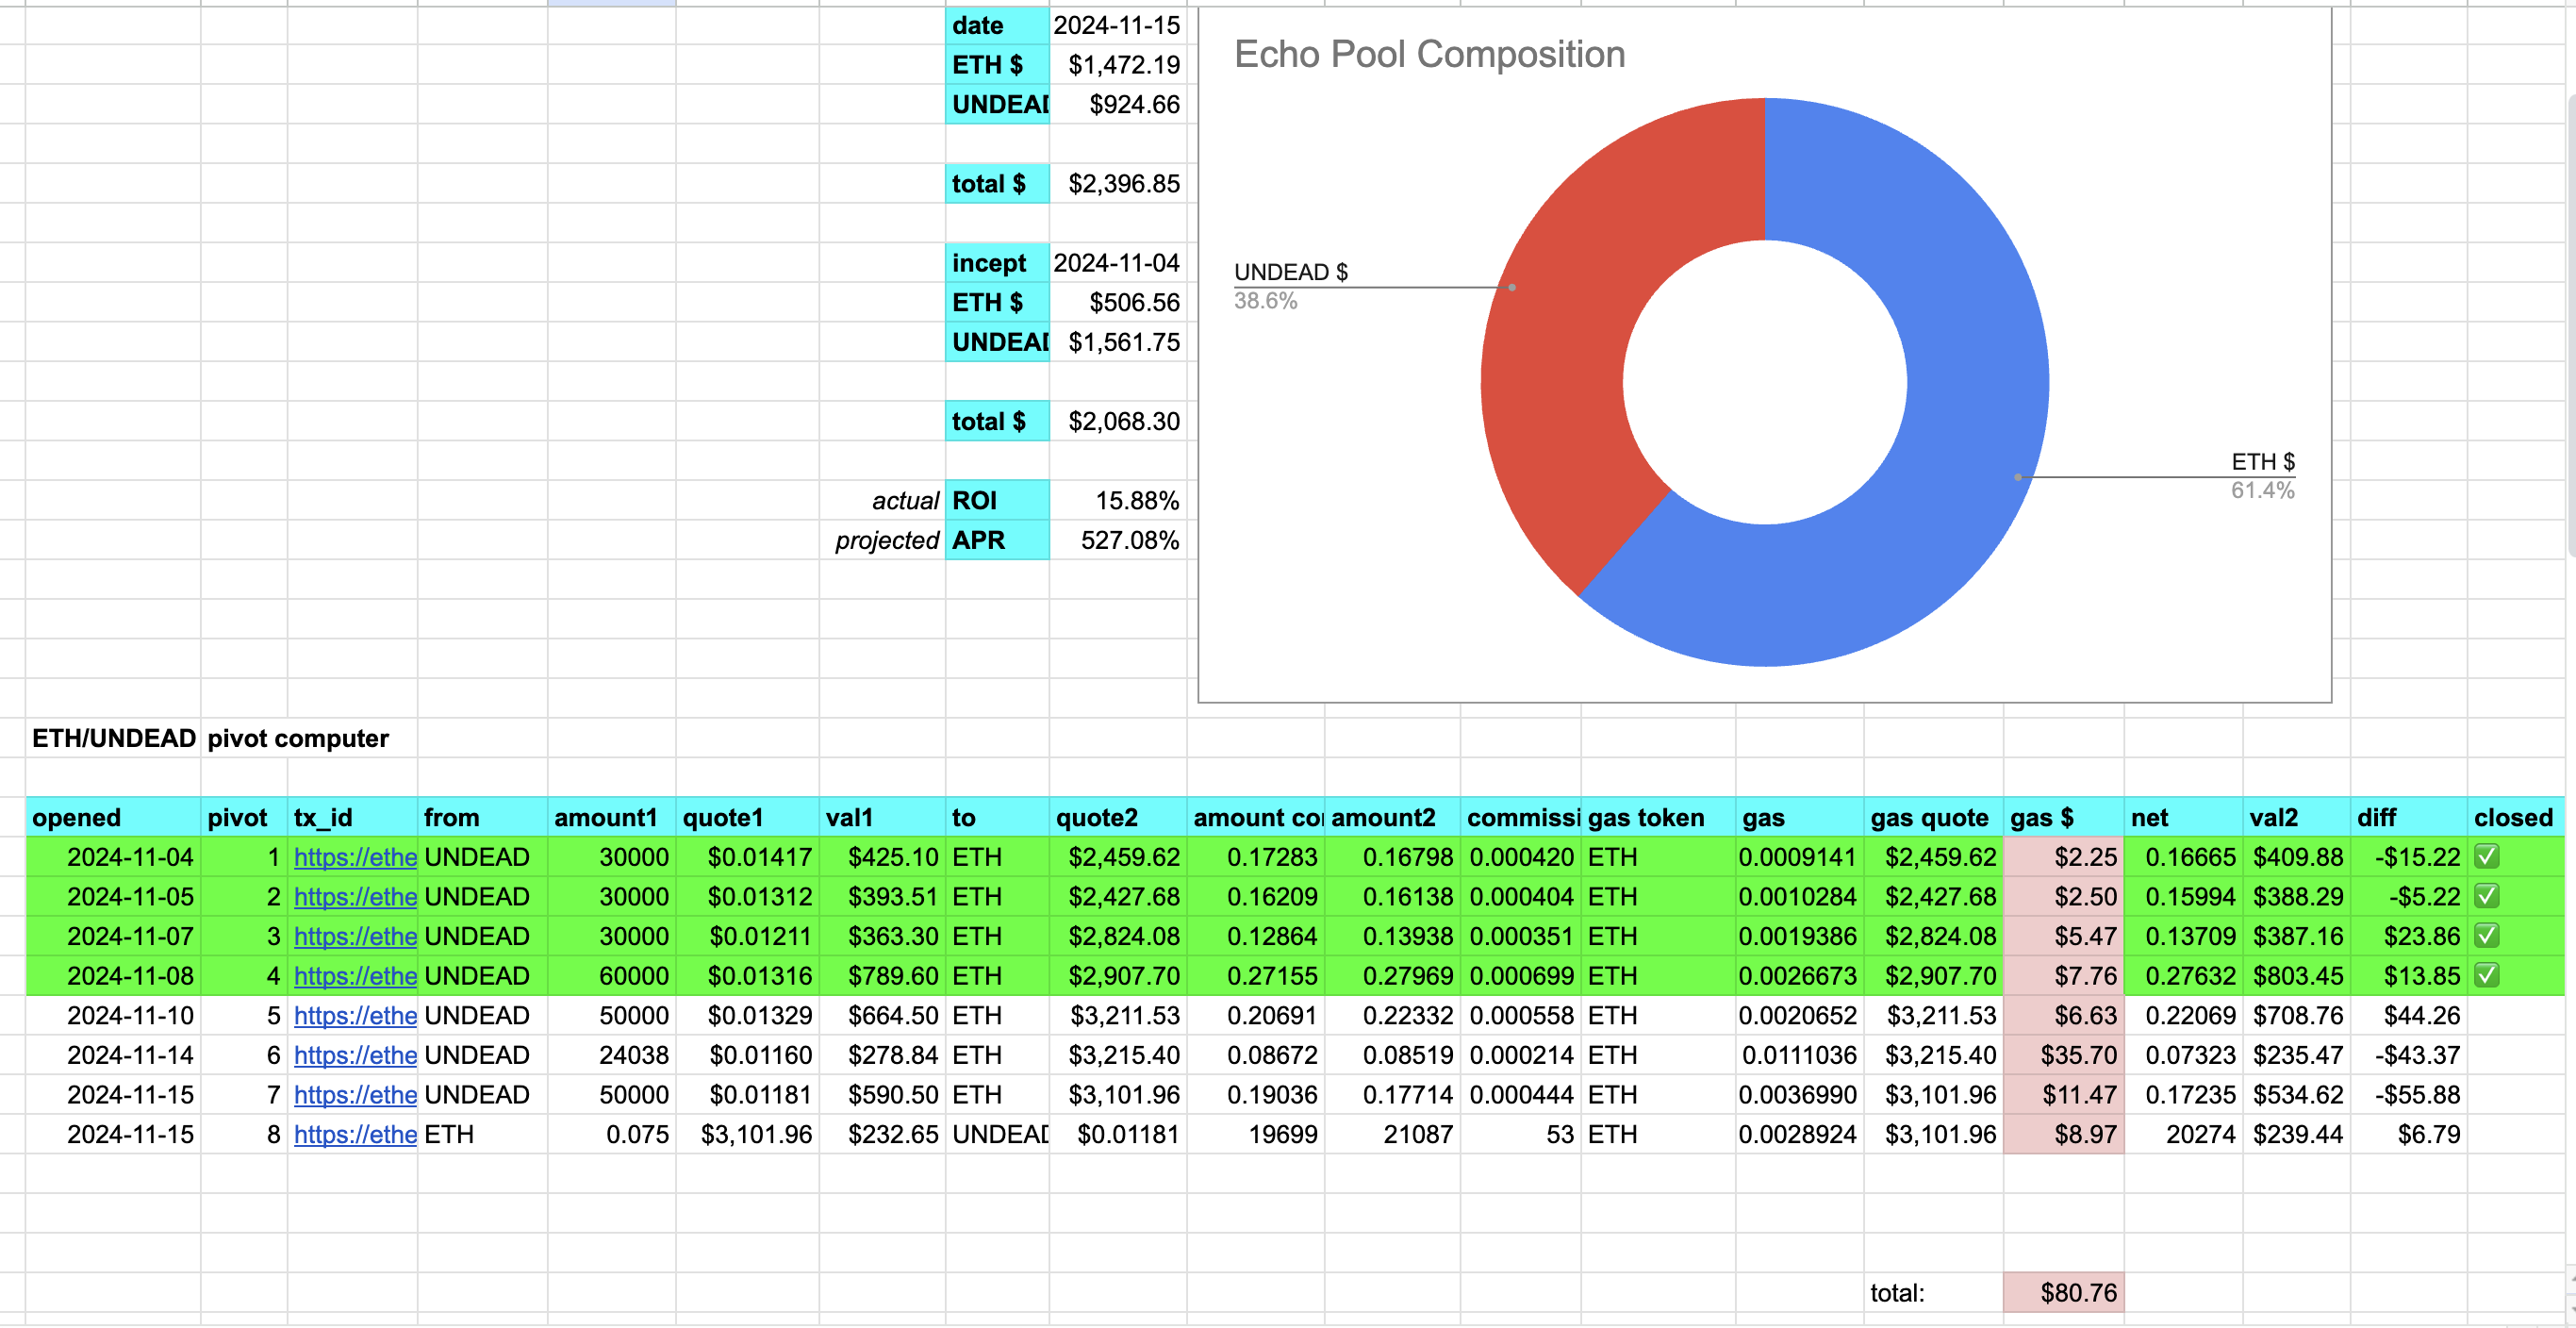 date 2024-11-15
ETH $ $1,472.19
UNDEAD $924.66
total $ $2,396.85
incept 2024-11-04
ETH $ $506.56
UNDEAD $1,561.75
total $ $2,068.30
actual ROI 15.88%
projected APR 527.08%
Echo Pool Composition
UNDEAD $
38.6%
ETH $
61.4%
ETH/UNDEAD pivot computer
opened pivot tx_id from amount1 quote1 val1 to quote2 amount co amount2 commissi gas token gas gas quote gas $ net val2 diff closed
2024-11-04 1 https://ethe UNDEAD 30000 $0.01417 $425.10 ETH $2,459.62 0.17283 0.16798 0.000420 ETH 0.0009141 $2,459.62 $2.25 0.16665 $409.88 -$15.22 ✅
2024-11-05 2 https://ethe UNDEAD 30000 $0.01312 $393.51 ETH $2,427.68 0.16209 0.16138 0.000404 ETH 0.0010284 $2,427.68 $2.50 0.15994 $388.29 -$5.22 ✅
2024-11-07 3 https://ethe UNDEAD 30000 $0.01211 $363.30 ETH $2,824.08 0.12864 0.13938 0.000351 ETH 0.0019386 $2,824.08 $5.47 0.13709 $387.16 $23.86 ✅
2024-11-08 4 https://ethe UNDEAD 60000 $0.01316 $789.60 ETH $2,907.70 0.27155 0.27969 0.000699 ETH 0.0026673 $2,907.70 $7.76 0.27632 $803.45 $13.85 ✅
2024-11-10 5 https://ethe UNDEAD 50000 $0.01329 $664.50 ETH $3,211.53 0.20691 0.22332 0.000558 ETH 0.0020652 $3,211.53 $6.63 0.22069 $708.76 $44.26
2024-11-14 6 https://ethe UNDEAD 24038 $0.01160 $278.84 ETH $3,215.40 0.08672 0.08519 0.000214 ETH 0.0111036 $3,215.40 $35.70 0.07323 $235.47 -$43.37
2024-11-15 7 https://ethe UNDEAD 50000 $0.01181 $590.50 ETH $3,101.96 0.19036 0.17714 0.000444 ETH 0.0036990 $3,101.96 $11.47 0.17235 $534.62 -$55.88
2024-11-15 8 https://ethe ETH 0.075 $3,101.96 $232.65 UNDEAD $0.01181 19699 21087 53 ETH 0.0028924 $3,101.96 $8.97 20274 $239.44 $6.79
total: $80.76